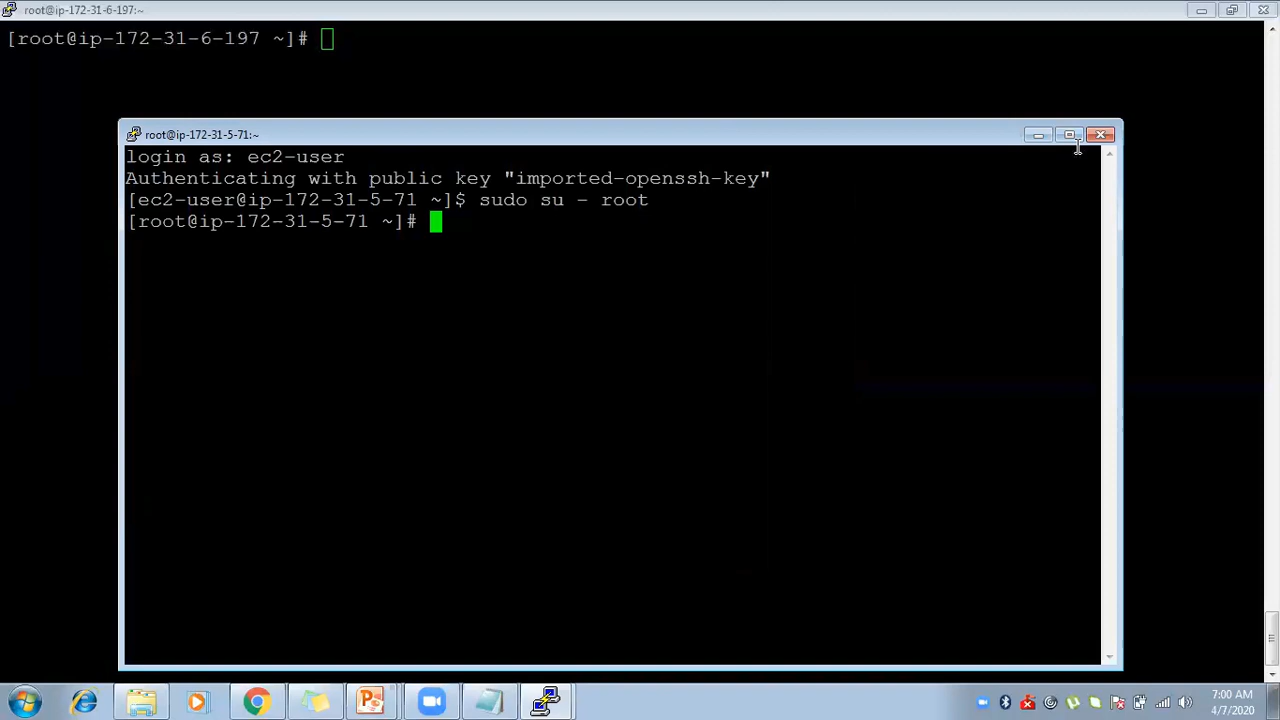 root@ip-172-31-6-197:~
[root@ip-172-31-6-197 ~]#
root@ip-172-31-5-71:~
login as: ec2-user
Authenticating with public key "imported-openssh-key"
[ec2-user@ip-172-31-5-71 ~]$ sudo su - root
[root@ip-172-31-5-71 ~]#
7:00 AM
4/7/2020